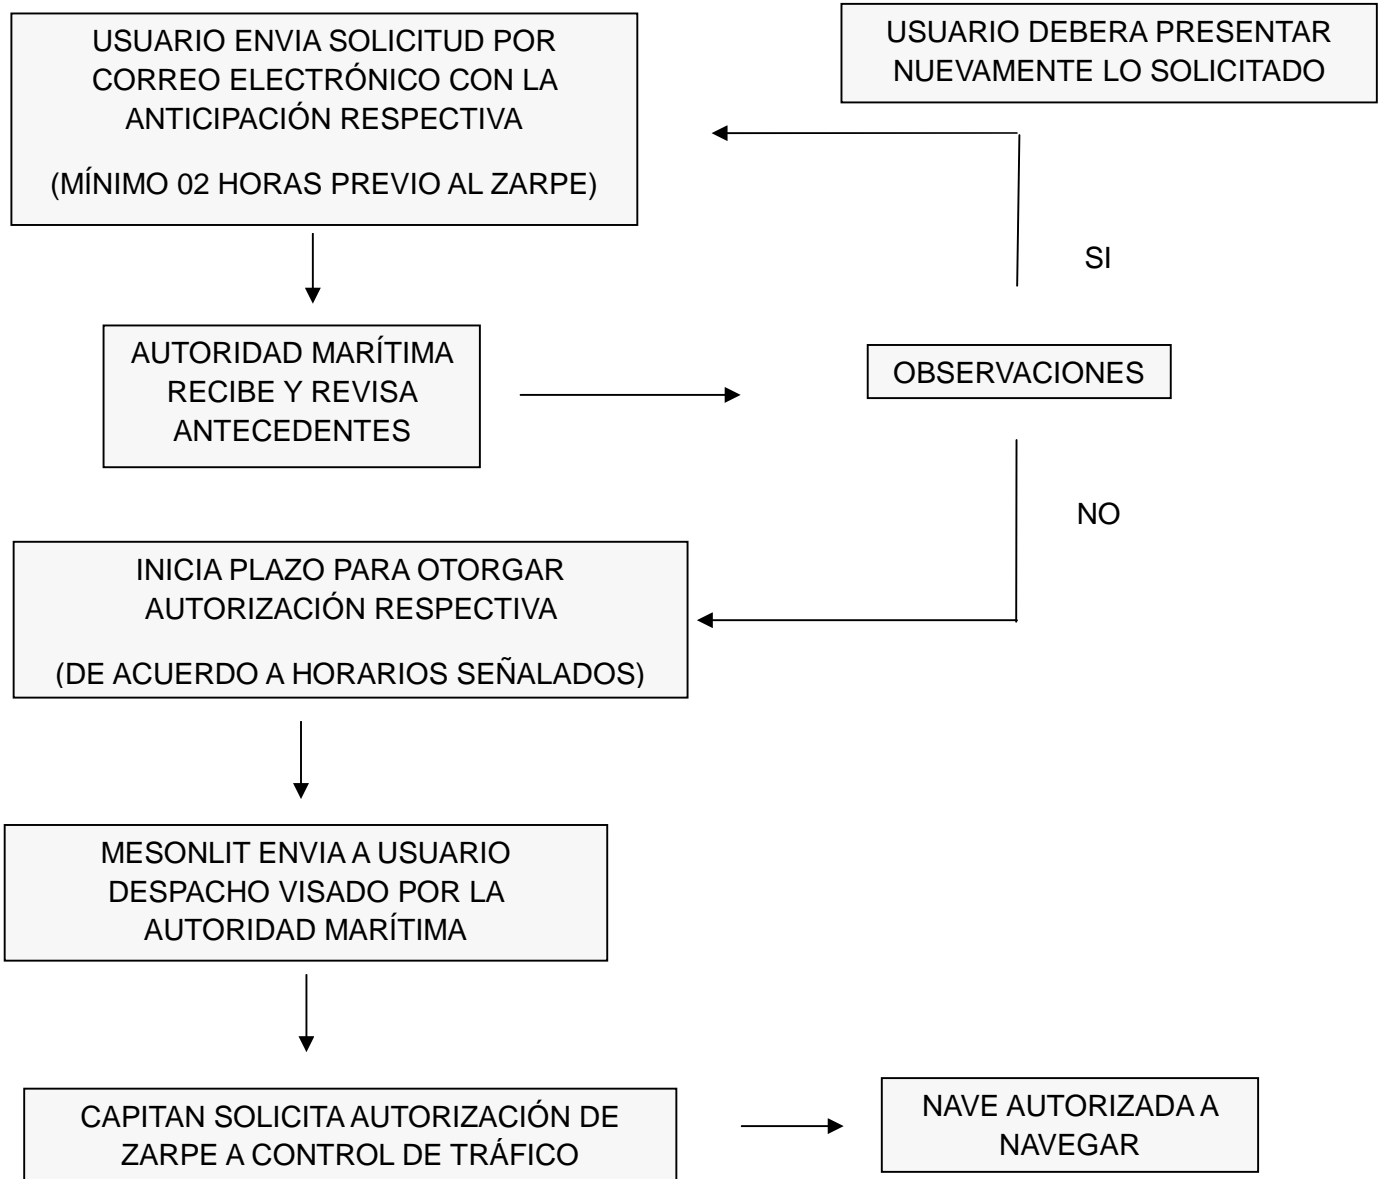 USUARIO ENVIA SOLICITUD POR
CORREO ELECTRÓNICO CON LA
ANTICIPACIÓN RESPECTIVA
(MÍNIMO 02 HORAS PREVIO AL ZARPE)
USUARIO DEBERA PRESENTAR
NUEVAMENTE LO SOLICITADO
SI
AUTORIDAD MARÍTIMA
RECIBE Y REVISA
ANTECEDENTES
OBSERVACIONES
NO
INICIA PLAZO PARA OTORGAR
AUTORIZACIÓN RESPECTIVA
(DE ACUERDO A HORARIOS SEÑALADOS)
MESONLIT ENVIA A USUARIO
DESPACHO VISADO POR LA
AUTORIDAD MARÍTIMA
CAPITAN SOLICITA AUTORIZACIÓN DE
ZARPE A CONTROL DE TRÁFICO
NAVE AUTORIZADA A
NAVEGAR